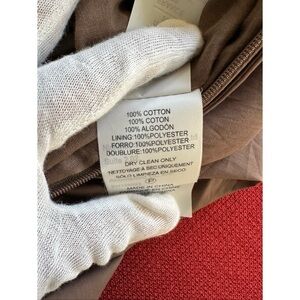 100% COTTON
100% COTON
100% ALGODÓN
LINING:100%POLYESTER
FORRO:100%POLYESTER
DOUBLURE:100%POLYESTER
DRY CLEAN ONLY
NETTOYAGE À SEC UNIQUEMENT
SÓLO LIMPIEZA EN SECO
MADE IN CHINA